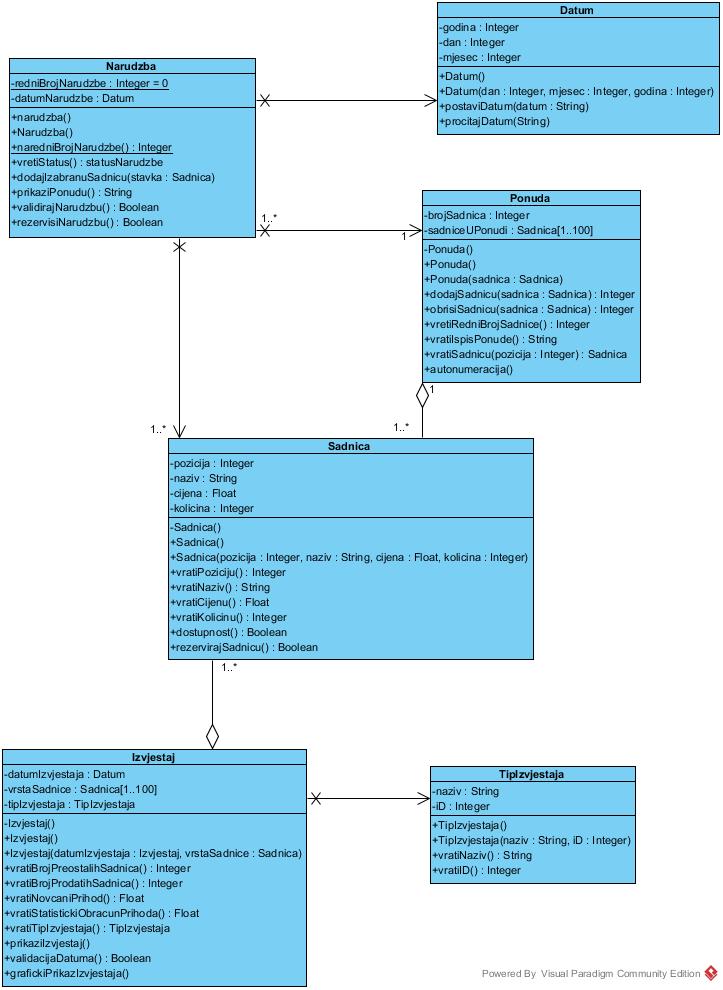 Datum
-godina : Integer
-dan : Integer
-mjesec : Integer
+Datum()
+Datum(dan : Integer, mjesec : Integer, godina : Integer)
+postaviDatum(datum : String)
+procitajDatum(String)
Narudzba
-redniBrojNarudzbe : Integer = 0
-datumNarudzbe : Datum
+narudzba()
+Narudzba()
+naredniBrojNarudzbe() : Integer
+vretiStatus() : statusNarudzbe
+dodajIzabranuSadnicu(stavka : Sadnica)
+prikaziPonudu() : String
+validirajNarudzbu() : Boolean
+rezervisiNarudzbu() : Boolean
1..*
1
Ponuda
-brojSadnica : Integer
-sadniceUPonudi : Sadnica[1..100]
-Ponuda()
+Ponuda()
+Ponuda(sadnica : Sadnica)
+dodajSadnicu(sadnica : Sadnica) : Integer
+obrisiSadnicu(sadnica : Sadnica) : Integer
+vretiRedniBrojSadnice() : Integer
+vratiIspisPonude() : String
+vratiSadnicu(pozicija : Integer) : Sadnica
+autonumeracija()
1
1..*
1..*
Sadnica
-pozicija : Integer
-naziv : String
-cijena : Float
-kolicina : Integer
-Sadnica()
+Sadnica()
+Sadnica(pozicija : Integer, naziv : String, cijena : Float, kolicina : Integer)
+vratiPoziciju() : Integer
+vratiNaziv() : String
+vratiCijenu() : Float
+vratiKolicinu() : Integer
+dostupnost() : Boolean
+rezervirajSadnicu() : Boolean
1..*
Izvjestaj
-datumIzvjestaja : Datum
-vrstaSadnice : Sadnica[1..100]
-tipIzvjestaja : TipIzvjestaja
-Izvjestaj()
+Izvjestaj()
+Izvjestaj(datumIzvjestaja : Izvjestaj, vrstaSadnice : Sadnica)
+vratiBrojPreostalihSadnica() : Integer
+vratiBrojProdatihSadnica() : Integer
+vratiNovcaniPrihod() : Float
+vratiStatistickiObracunPrihoda() : Float
+vratiTipIzvjestaja() : TipIzvjestaja
+prikaziIzvjestaj()
+validacijaDatuma() : Boolean
+grafickiPrikazIzvjestaja()
TipIzvjestaja
-naziv : String
-iD : Integer
+TipIzvjestaja()
+TipIzvjestaja(naziv : String, iD : Integer)
+vratiNaziv() : String
+vratiID() : Integer
Powered By Visual Paradigm Community Edition